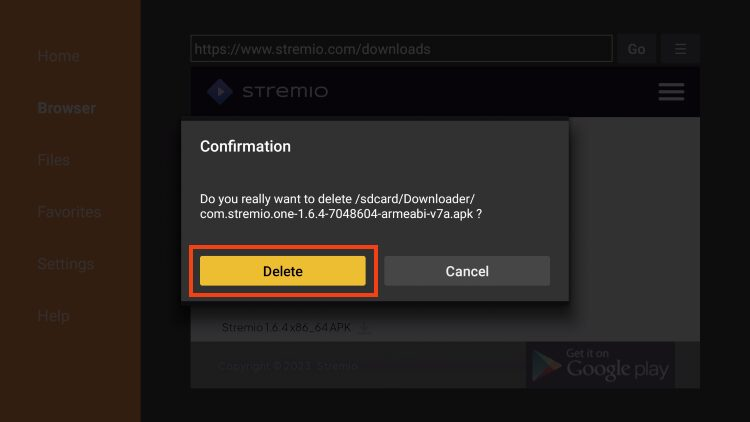 Home
Browser
Files
Favorites
Settings
Help
https://www.stremio.com/downloads
Go
stremio
Confirmation
Do you really want to delete /sdcard/Downloader/
com.stremio.one-1.6.4-7048604-armeabi-v7a.apk ?
Delete
Cancel
Stremio 1.6.4 x86_64 APK
Copyright © 2023 Stremio
Get it on
Google play